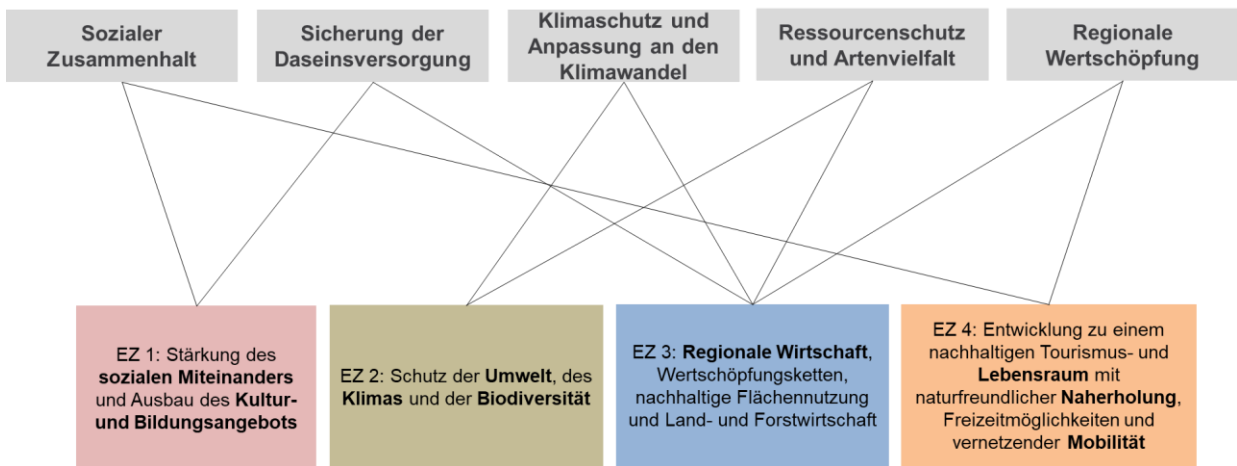 Sozialer
Zusammenhalt
Sicherung der
Daseinsversorgung
Klimaschutz und
Anpassung an den
Klimawandel
Ressourcenschutz
und Artenvielfalt
Regionale
Wertschöpfung
EZ 1: Stärkung des
sozialen Miteinanders
und Ausbau des Kultur-
und Bildungsangebots
EZ 2: Schutz der Umwelt, des
Klimas und der Biodiversität
EZ 3: Regionale Wirtschaft,
Wertschöpfungsketten,
nachhaltige Flächennutzung
und Land- und Forstwirtschaft
EZ 4: Entwicklung zu einem
nachhaltigen Tourismus- und
Lebensraum mit
naturfreundlicher Naherholung,
Freizeitmöglichkeiten und
vernetzender Mobilität